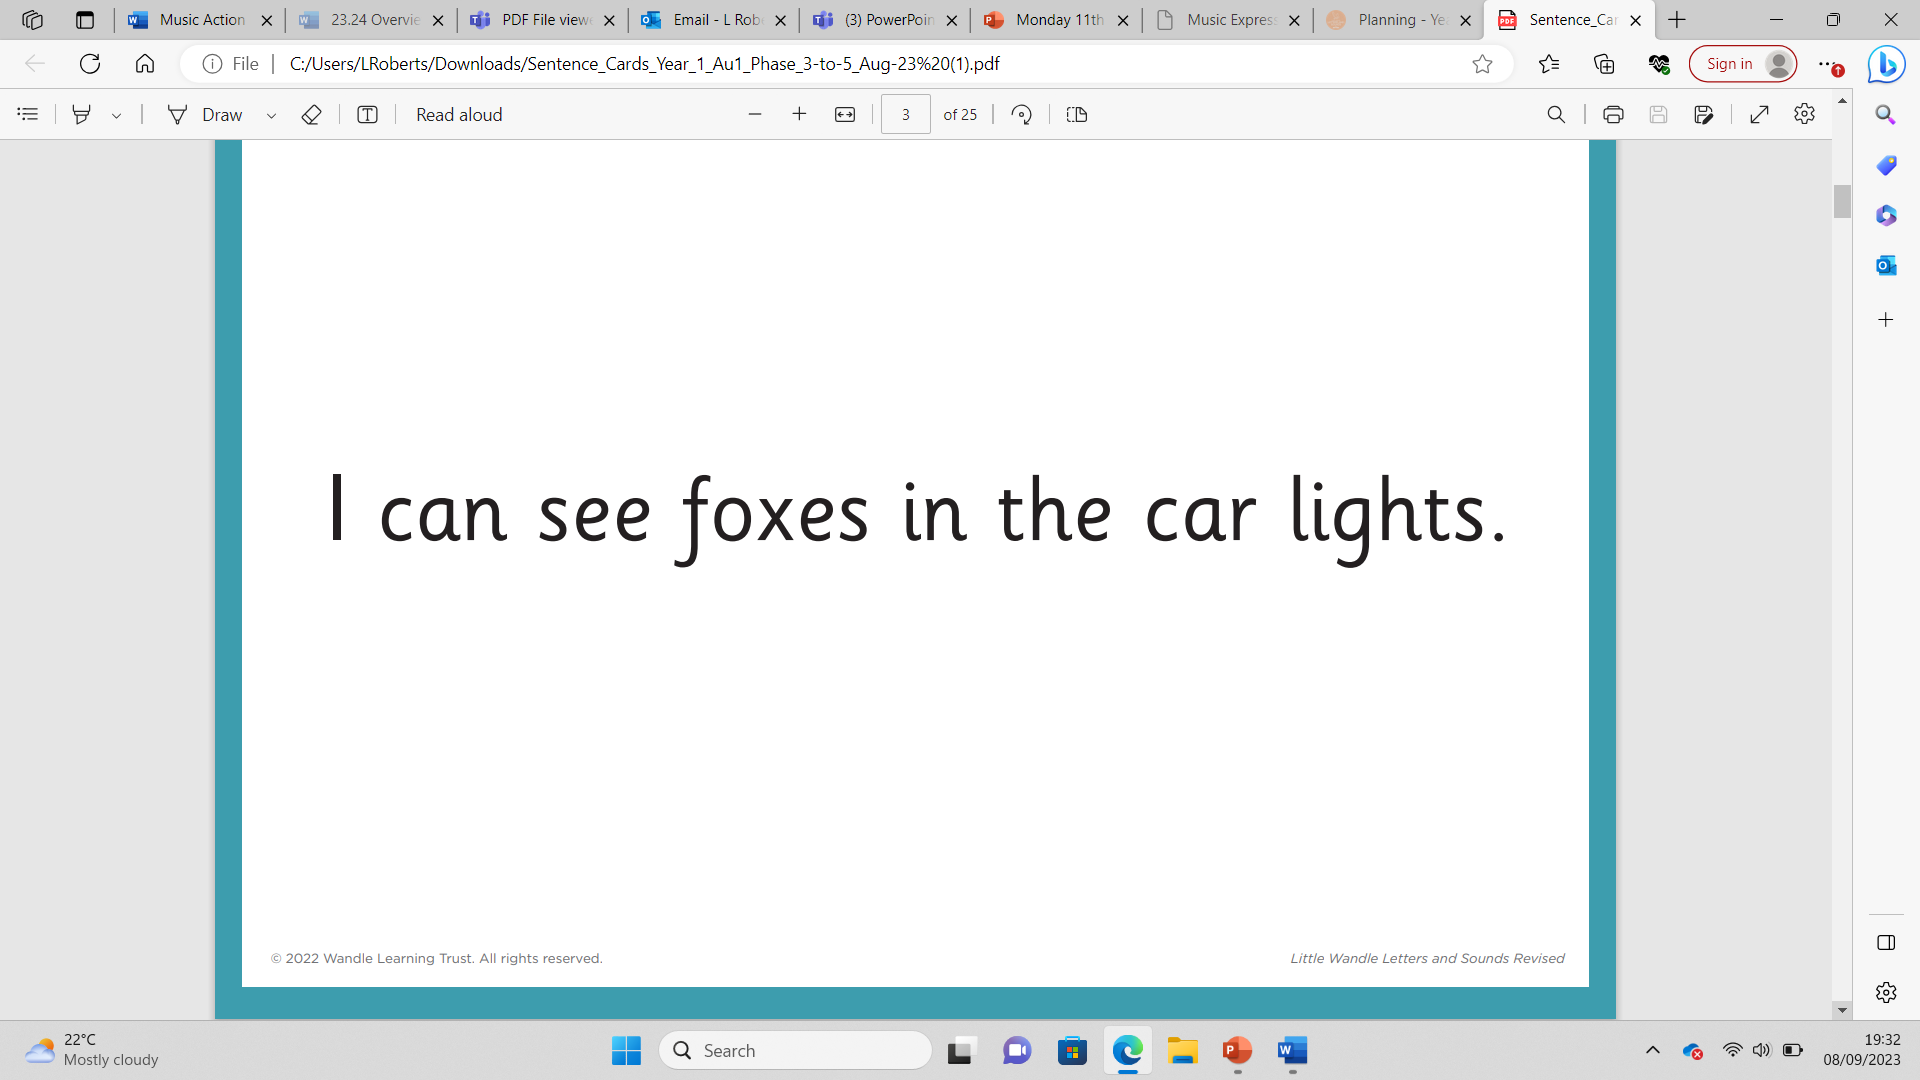 Music Action
23.24 Overvie
PDF File viewe
Email - L Robe
(3) PowerPoin
Monday 11th
Music Express
Planning - Yea
Sentence_Car
File
C:/Users/LRoberts/Downloads/Sentence_Cards_Year_1_Au1_Phase_3-to-5_Aug-23%20(1).pdf
Sign in
Draw
Read aloud
3 of 25
I can see foxes in the car lights.
© 2022 Wandle Learning Trust. All rights reserved.
Little Wandle Letters and Sounds Revised
22°C
Mostly cloudy
Search
19:32
08/09/2023